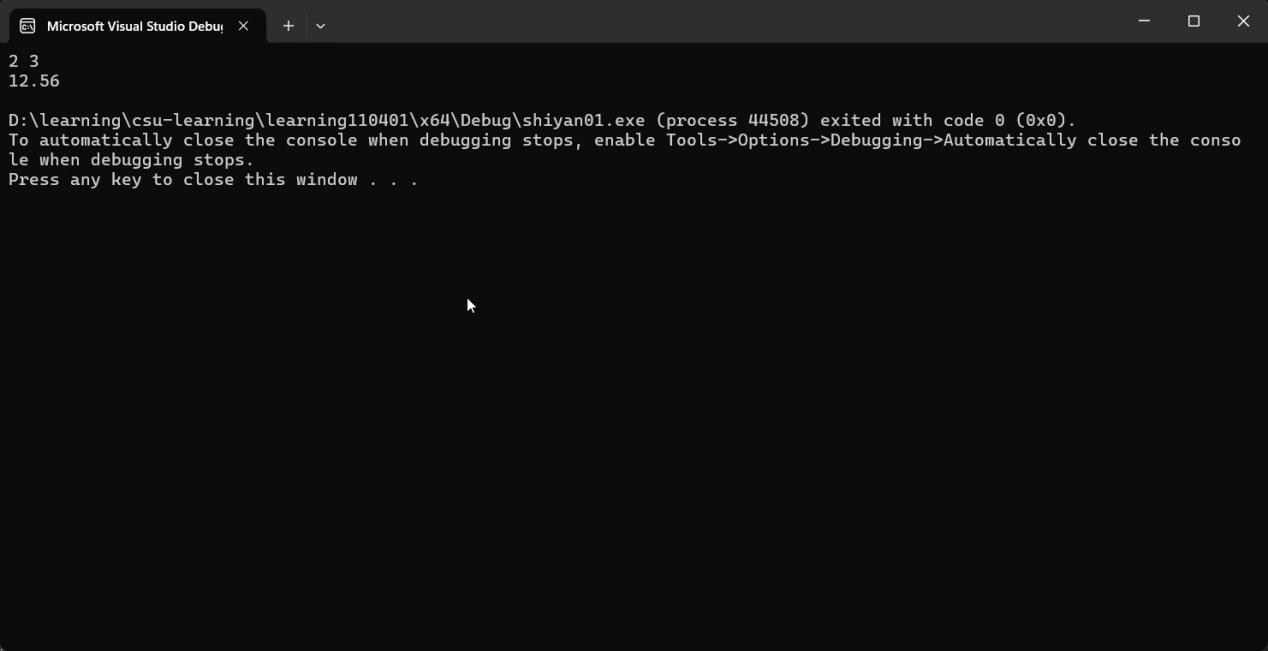 Microsoft Visual Studio Debug
2 3
12.56
D:\learning\csu-learning\learning110401\x64\Debug\shiyan01.exe (process 44508) exited with code 0 (0x0).
To automatically close the console when debugging stops, enable Tools->Options->Debugging->Automatically close the conso
le when debugging stops.
Press any key to close this window . . .